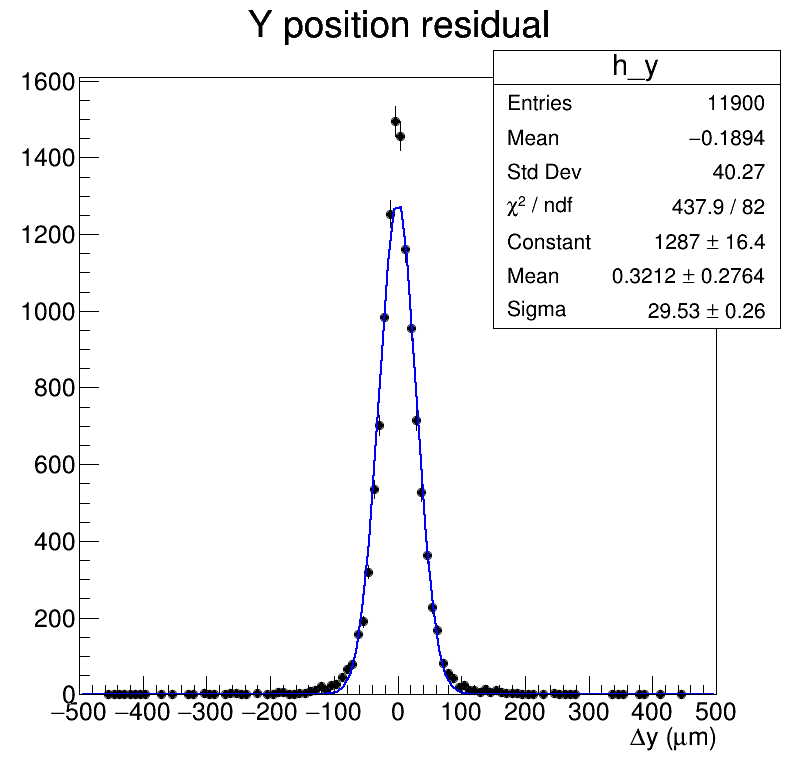 Y position residual
h_y
Entries 11900
Mean −0.1894
Std Dev 40.27
χ² / ndf 437.9 / 82
Constant 1287 ± 16.4
Mean 0.3212 ± 0.2764
Sigma 29.53 ± 0.26
1600
1400
1200
1000
800
600
400
200
0
−500 −400 −300 −200 −100 0 100 200 300 400 500
Δy (μm)